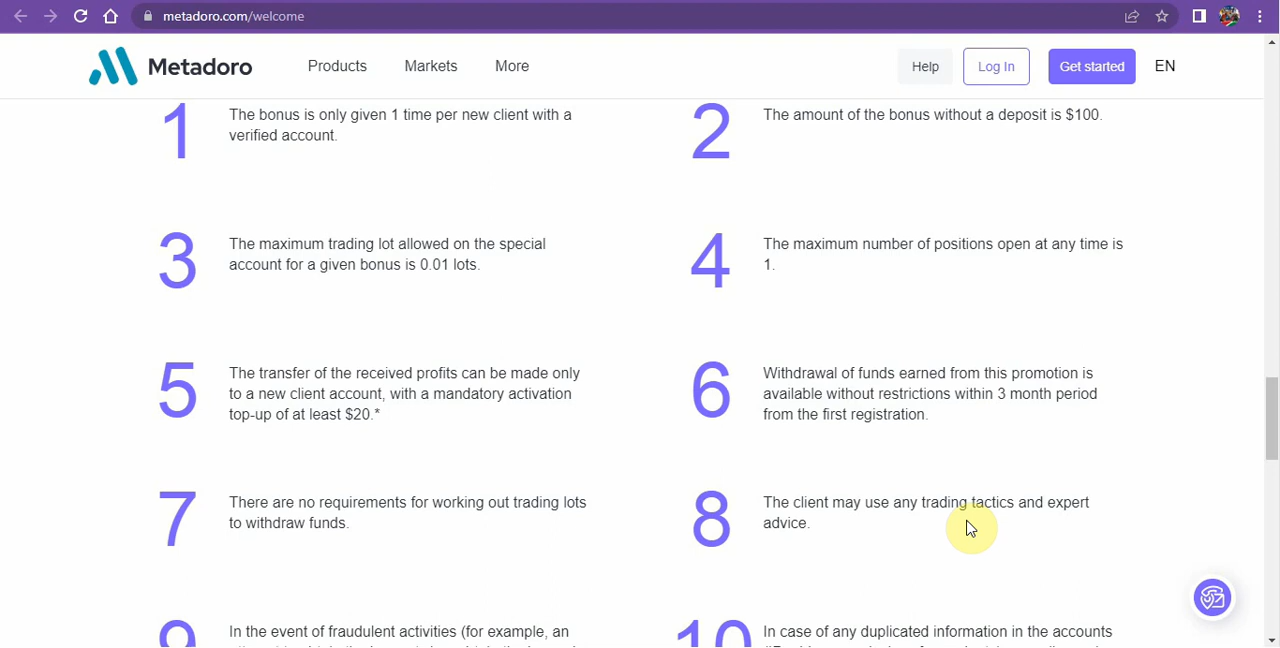 metadoro.com/welcome
Metadoro
Products
Markets
More
Help
Log In
Get started
EN
1
The bonus is only given 1 time per new client with a
verified account.
2
The amount of the bonus without a deposit is $100.
3
The maximum trading lot allowed on the special
account for a given bonus is 0.01 lots.
4
The maximum number of positions open at any time is
1.
5
The transfer of the received profits can be made only
to a new client account, with a mandatory activation
top-up of at least $20.*
6
Withdrawal of funds earned from this promotion is
available without restrictions within 3 month period
from the first registration.
7
There are no requirements for working out trading lots
to withdraw funds.
8
The client may use any trading tactics and expert
advice.
9
In the event of fraudulent activities (for example, an
10
In case of any duplicated information in the accounts